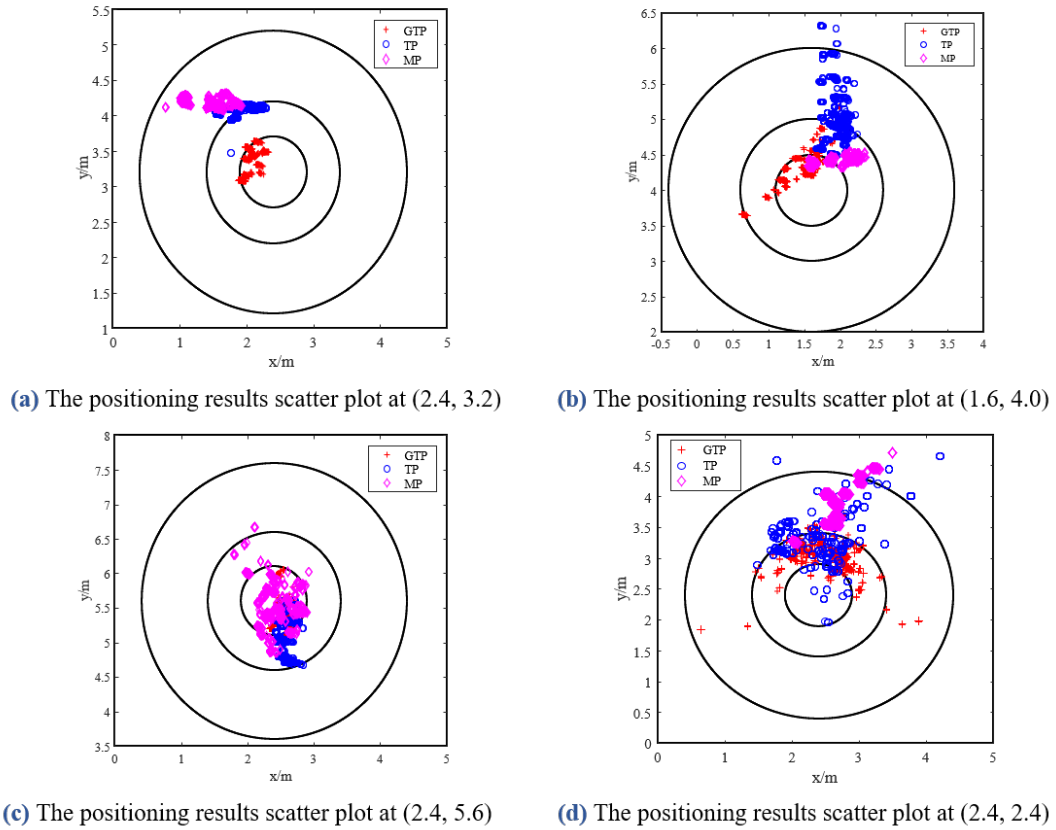 5.5
5
4.5
4
3.5
3
2.5
2
1.5
1
y/m
0
1
2
3
4
5
x/m
GTP
TP
MP
(a) The positioning results scatter plot at (2.4, 3.2)
6.5
6
5.5
5
4.5
4
3.5
3
2.5
2
y/m
-0.5
0
0.5
1
1.5
2
2.5
3
3.5
4
x/m
GTP
TP
MP
(b) The positioning results scatter plot at (1.6, 4.0)
8
7.5
7
6.5
6
5.5
5
4.5
4
3.5
y/m
0
1
2
3
4
5
x/m
GTP
TP
MP
(c) The positioning results scatter plot at (2.4, 5.6)
5
4.5
4
3.5
3
2.5
2
1.5
1
0.5
0
y/m
0
1
2
3
4
5
x/m
GTP
TP
MP
(d) The positioning results scatter plot at (2.4, 2.4)